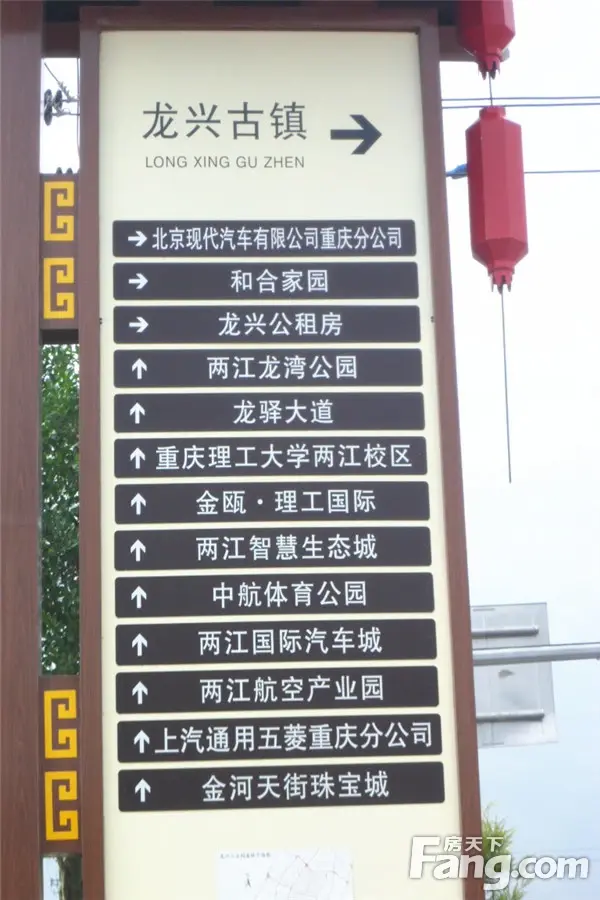 龙兴古镇 →
LONG XING GU ZHEN
→ 北京现代汽车有限公司重庆分公司
→ 和合家园
→ 龙兴公租房
↑ 两江龙湾公园
↑ 龙驿大道
↑ 重庆理工大学两江校区
↑ 金瓯·理工国际
↑ 两江智慧生态城
↑ 中航体育公园
↑ 两江国际汽车城
↑ 两江航空产业园
↑ 上汽通用五菱重庆分公司
↑ 金河天街珠宝城
房天下
Fang.com